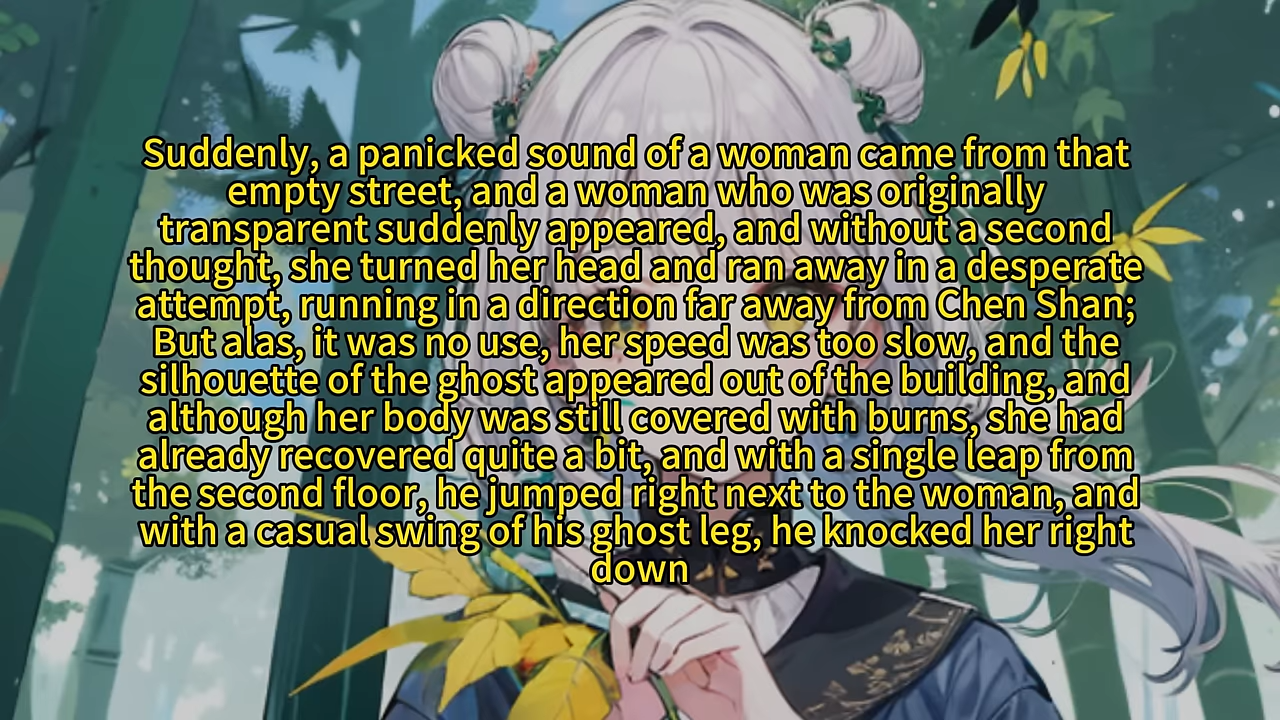 Suddenly, a panicked sound of a woman came from that
empty street, and a woman who was originally
transparent suddenly appeared, and without a second
thought, she turned her head and ran away in a desperate
attempt, running in a direction far away from Chen Shan;
But alas, it was no use, her speed was too slow, and the
silhouette of the ghost appeared out of the building, and
although her body was still covered with burns, she had
already recovered quite a bit, and with a single leap from
the second floor, he jumped right next to the woman, and
with a casual swing of his ghost leg, he knocked her right
down